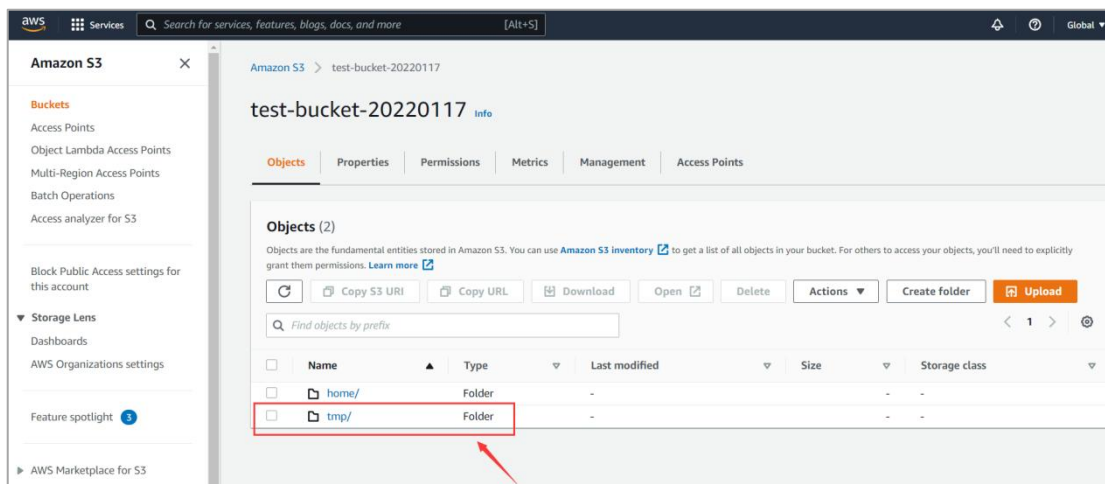 aws Services Search for services, features, blogs, docs, and more [Alt+S] Global
Amazon S3
Buckets
Access Points
Object Lambda Access Points
Multi-Region Access Points
Batch Operations
Access analyzer for S3
Block Public Access settings for
this account
Storage Lens
Dashboards
AWS Organizations settings
Feature spotlight 3
AWS Marketplace for S3
Amazon S3 > test-bucket-20220117
test-bucket-20220117 Info
Objects Properties Permissions Metrics Management Access Points
Objects (2)
Objects are the fundamental entities stored in Amazon S3. You can use Amazon S3 inventory to get a list of all objects in your bucket. For others to access your objects, you'll need to explicitly
grant them permissions. Learn more
Copy S3 URI Copy URL Download Open Delete Actions Create folder Upload
Find objects by prefix < 1 >
Name Type Last modified Size Storage class
home/ Folder - - -
tmp/ Folder - - -